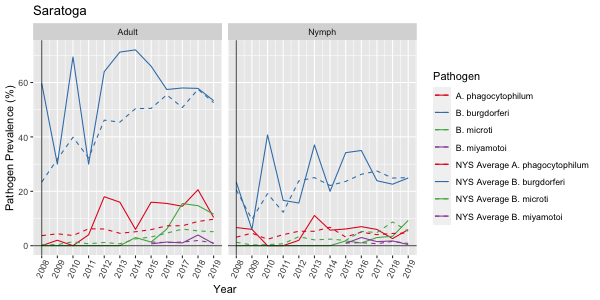 Saratoga
Adult
Nymph
Pathogen Prevalence (%)
60
40
20
0
2008 2009 2010 2011 2012 2013 2014 2015 2016 2017 2018 2019
2008 2009 2010 2011 2012 2013 2014 2015 2016 2017 2018 2019
Year
Pathogen
A. phagocytophilum
B. burgdorferi
B. microti
B. miyamotoi
NYS Average A. phagocytophilum
NYS Average B. burgdorferi
NYS Average B. microti
NYS Average B. miyamotoi